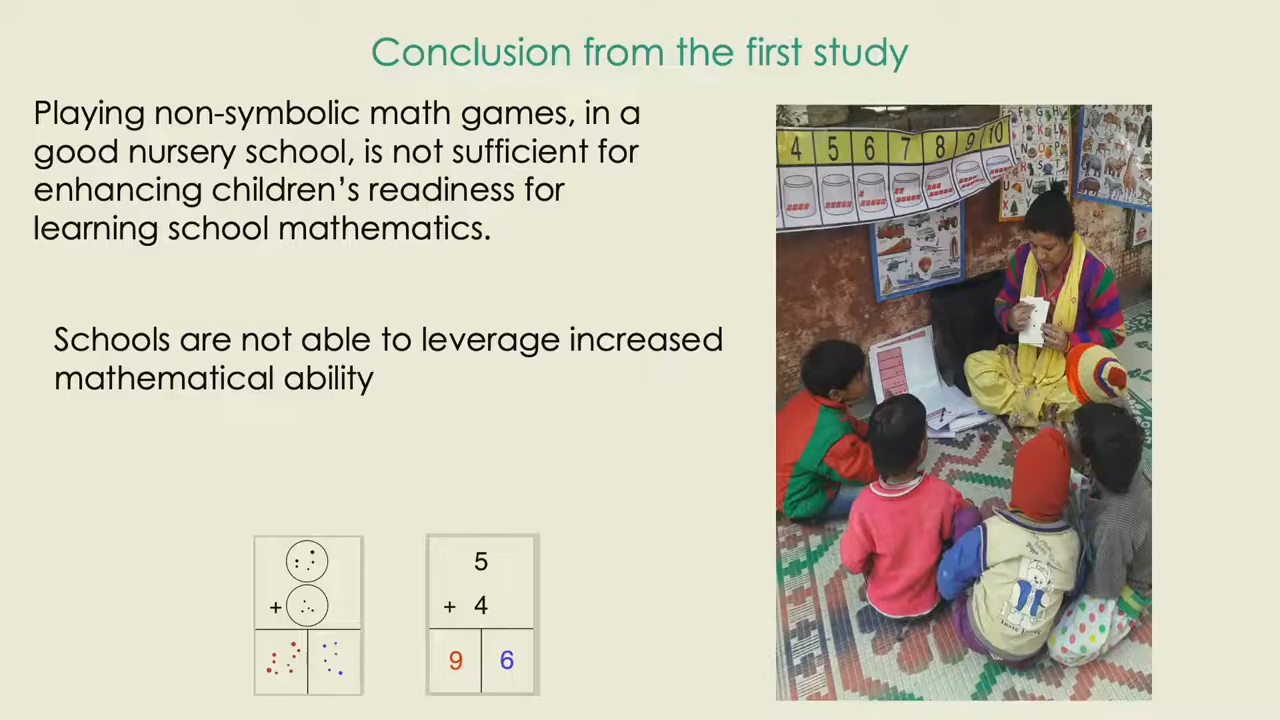 Conclusion from the first study
Playing non-symbolic math games, in a
good nursery school, is not sufficient for
enhancing children’s readiness for
learning school mathematics.
Schools are not able to leverage increased
mathematical ability
4 5 6 7 8 9 10
+
5
+ 4
9 6